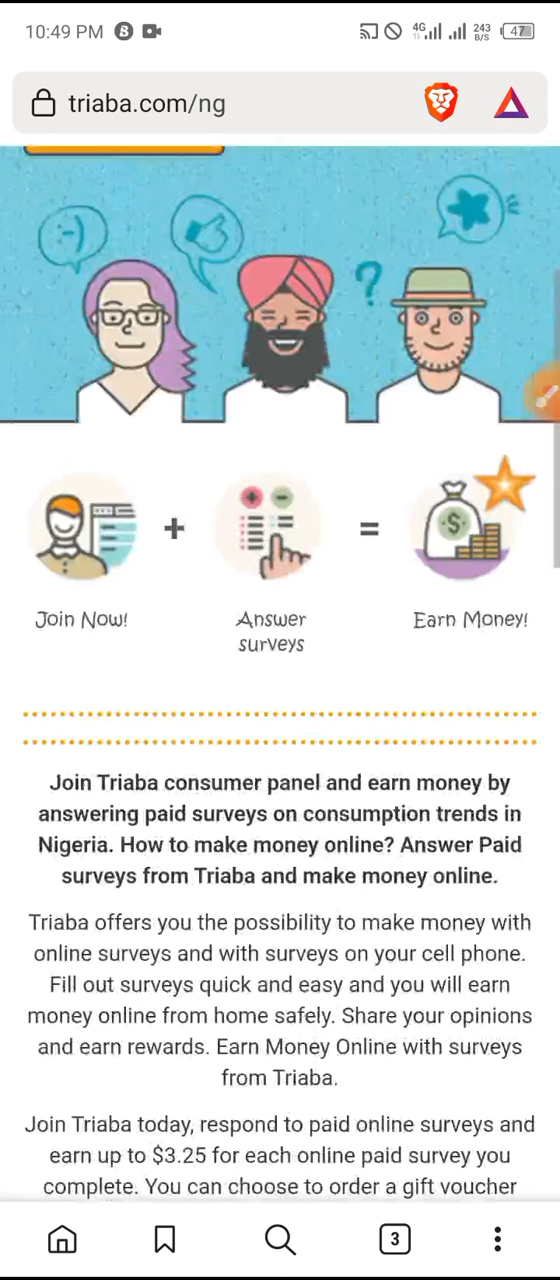 10:49 PM
4G
243
B/S
47
triaba.com/ng
:-)
?
+
=
$
Join Now!
Answer
surveys
Earn Money!
Join Triaba consumer panel and earn money by
answering paid surveys on consumption trends in
Nigeria. How to make money online? Answer Paid
surveys from Triaba and make money online.
Triaba offers you the possibility to make money with
online surveys and with surveys on your cell phone.
Fill out surveys quick and easy and you will earn
money online from home safely. Share your opinions
and earn rewards. Earn Money Online with surveys
from Triaba.
Join Triaba today, respond to paid online surveys and
earn up to $3.25 for each online paid survey you
complete. You can choose to order a gift voucher
3